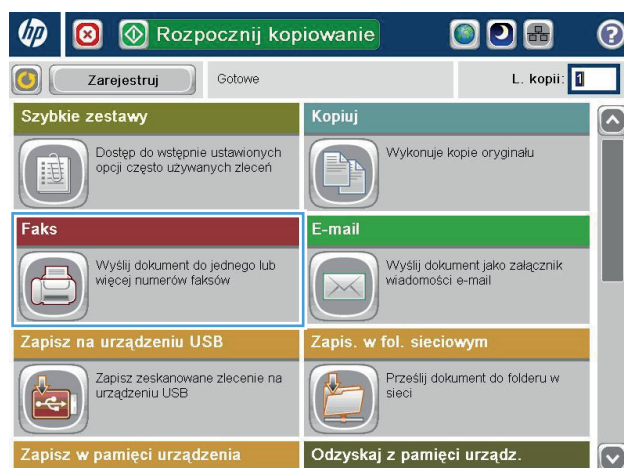 hp
Rozpocznij kopiowanie
?
Zarejestruj
Gotowe
L. kopii: 1
Szybkie zestawy
Dostęp do wstępnie ustawionych
opcji często używanych zleceń
Kopiuj
Wykonuje kopie oryginału
Faks
Wyślij dokument do jednego lub
więcej numerów faksów
E-mail
Wyślij dokument jako załącznik
wiadomości e-mail
Zapisz na urządzeniu USB
Zapisz zeskanowane zlecenie na
urządzeniu USB
Zapis. w fol. sieciowym
Prześlij dokument do folderu w
sieci
Zapisz w pamięci urządzenia
Odzyskaj z pamięci urządz.